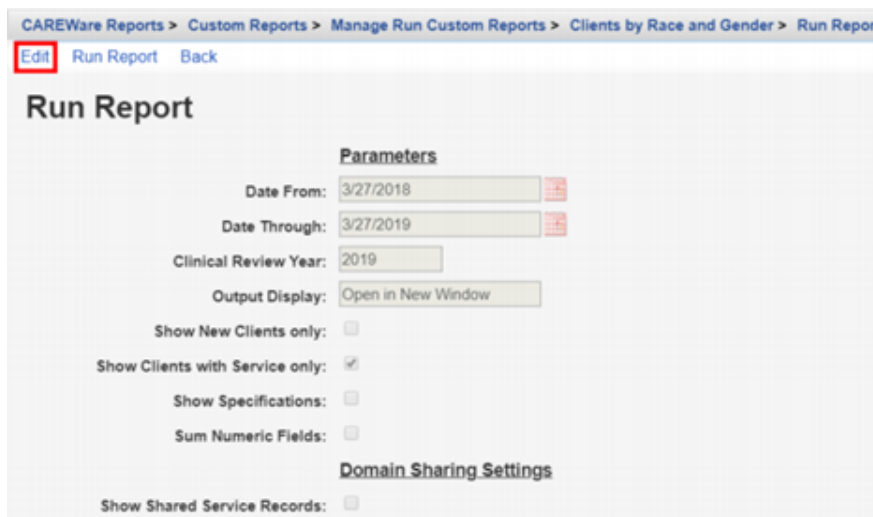 CAREWare Reports > Custom Reports > Manage Run Custom Reports > Clients by Race and Gender > Run Repor
Edit Run Report Back
Run Report
Parameters
Date From: 3/27/2018
Date Through: 3/27/2019
Clinical Review Year: 2019
Output Display: Open in New Window
Show New Clients only:
Show Clients with Service only:
Show Specifications:
Sum Numeric Fields:
Domain Sharing Settings
Show Shared Service Records: